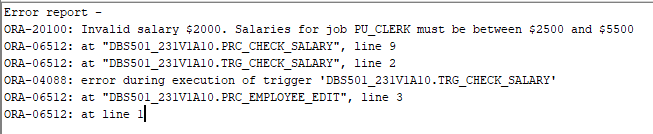 Error report -
ORA-20100: Invalid salary $2000. Salaries for job PU_CLERK must be between $2500 and $5500
ORA-06512: at "DBS501_231V1A10.PRC_CHECK_SALARY", line 9
ORA-06512: at "DBS501_231V1A10.TRG_CHECK_SALARY", line 2
ORA-04088: error during execution of trigger 'DBS501_231V1A10.TRG_CHECK_SALARY'
ORA-06512: at "DBS501_231V1A10.PRC_EMPLOYEE_EDIT", line 3
ORA-06512: at line 1